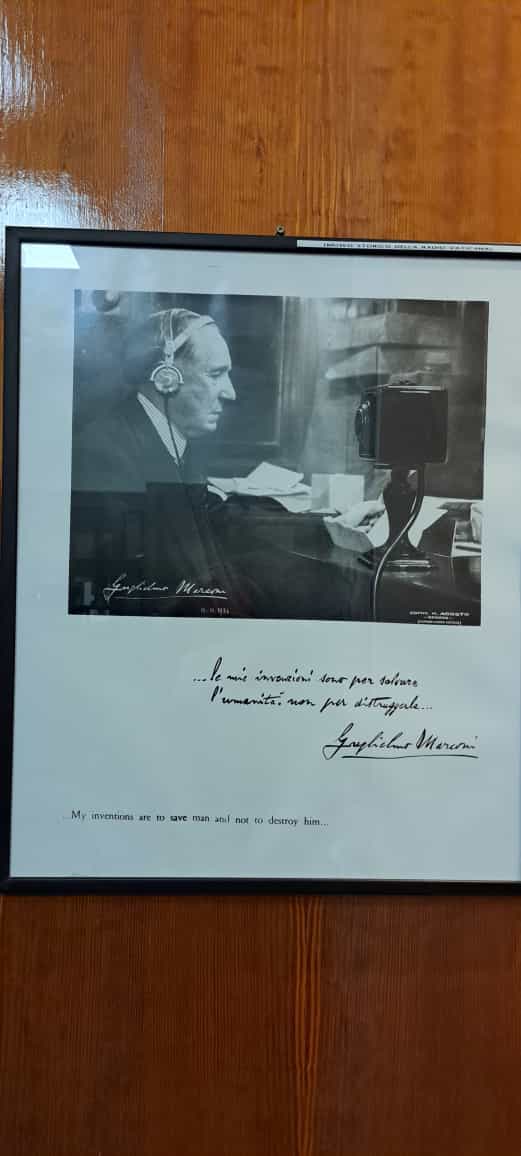 Guglielmo Marconi
...le mie invenzioni sono per salvare
l'umanità, non per distruggerla...
Guglielmo Marconi
...My inventions are to save man and not to destroy him...